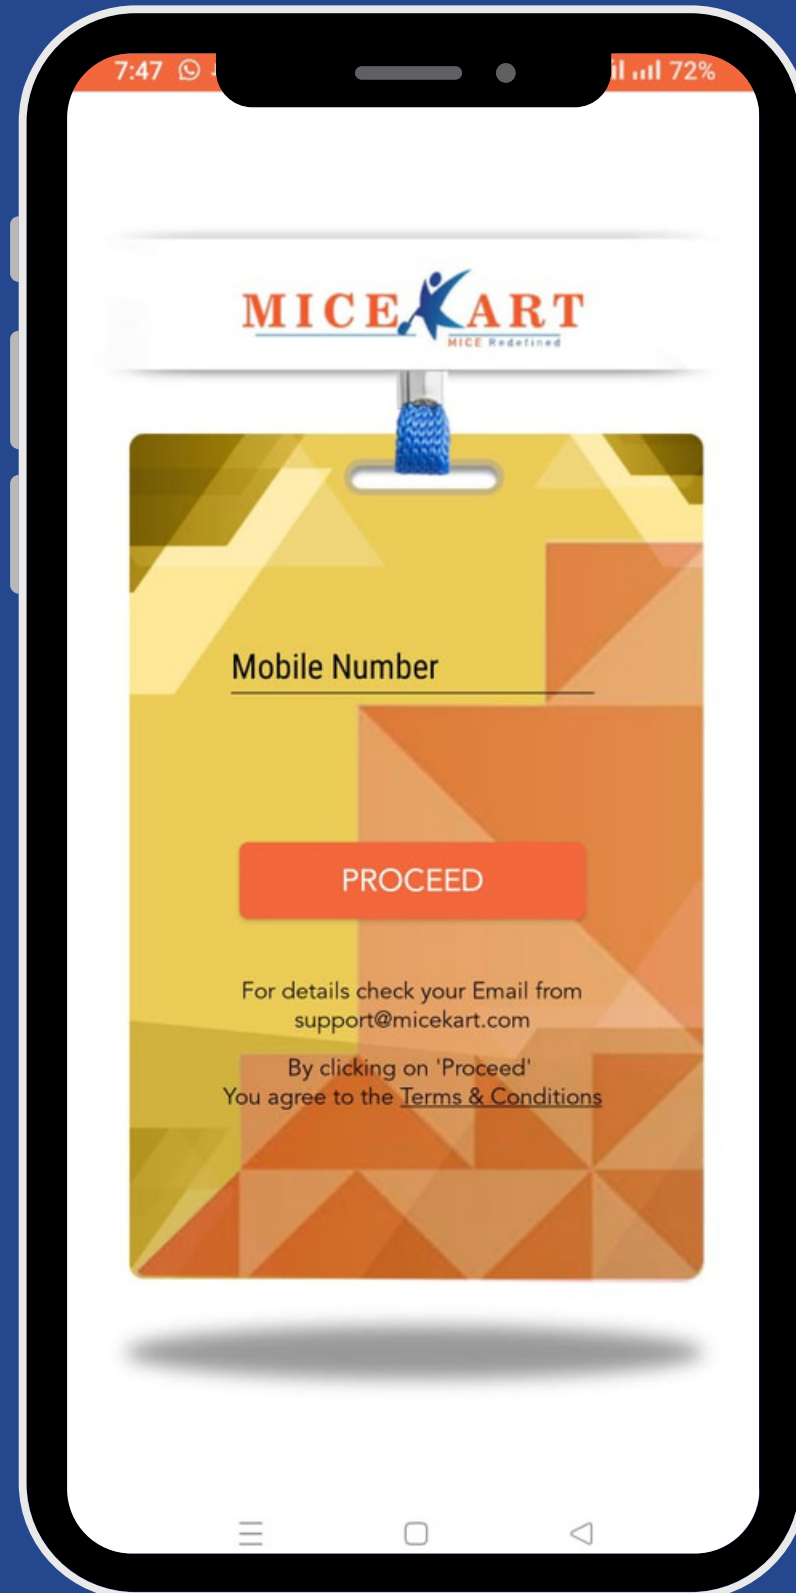 7:47 72%
MICEKART
MICE Redefined
Mobile Number
PROCEED
For details check your Email from
support@micekart.com
By clicking on 'Proceed'
You agree to the Terms & Conditions